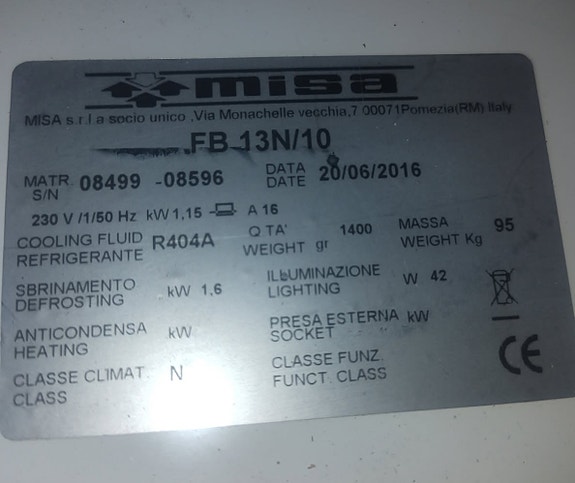 misa
MISA s.r.l a socio unico ,Via Monachelle vecchia,7 00071Pomezia(RM) Italy
FB 13N/10
MATR. 08499 -08596 DATA 20/06/2016
S/N DATE
230 V /1/50 Hz kW 1,15 A 16
COOLING FLUID R404A Q TA' gr 1400 MASSA 95
REFRIGERANTE WEIGHT WEIGHT Kg
SBRINAMENTO kW 1,6 ILLUMINAZIONE W 42
DEFROSTING LIGHTING
ANTICONDENSA kW PRESA ESTERNA kW
HEATING SOCKET
CLASSE CLIMAT. N CLASSE FUNZ.
CLASS FUNCT. CLASS
CE